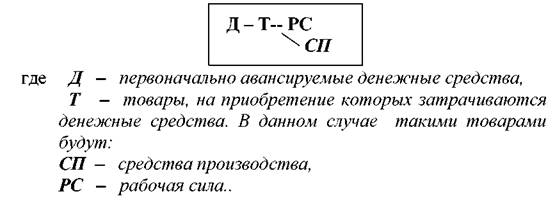 Д – Т-- РС
СП
где Д – первоначально авансируемые денежные средства,
Т – товары, на приобретение которых затрачиваются
денежные средства. В данном случае такими товарами
будут:
СП – средства производства,
РС – рабочая сила..